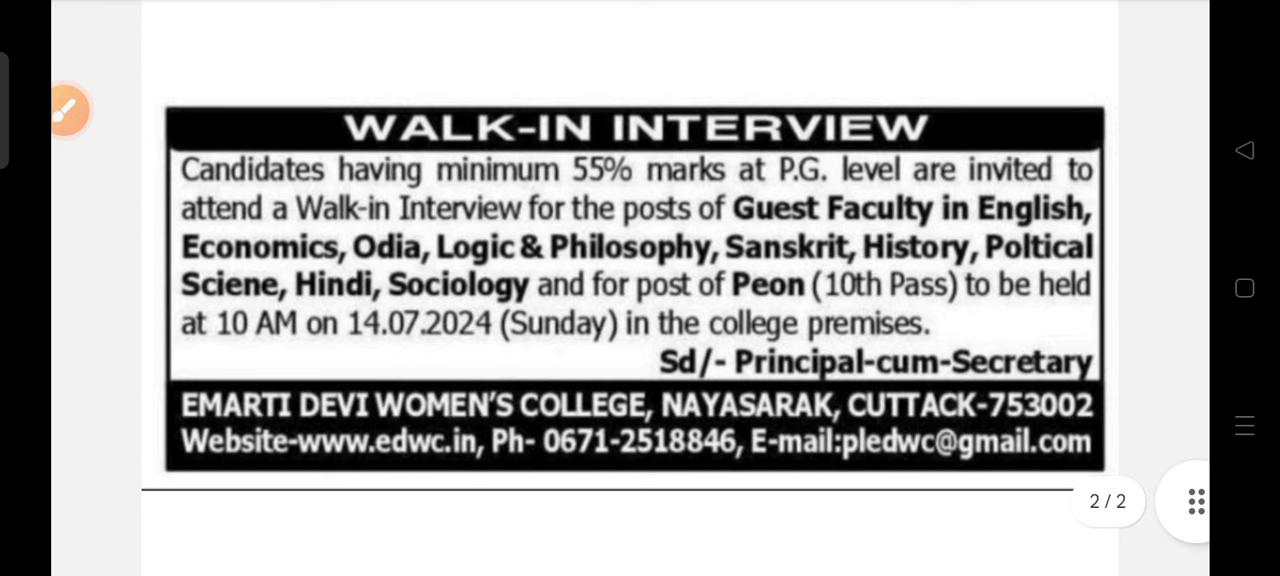 WALK-IN INTERVIEW
Candidates having minimum 55% marks at P.G. level are invited to
attend a Walk-in Interview for the posts of Guest Faculty in English,
Economics, Odia, Logic & Philosophy, Sanskrit, History, Poltical
Sciene, Hindi, Sociology and for post of Peon (10th Pass) to be held
at 10 AM on 14.07.2024 (Sunday) in the college premises.
Sd/- Principal-cum-Secretary
EMARTI DEVI WOMEN'S COLLEGE, NAYASARAK, CUTTACK-753002
Website-www.edwc.in, Ph- 0671-2518846, E-mail:pledwc@gmail.com
2 / 2